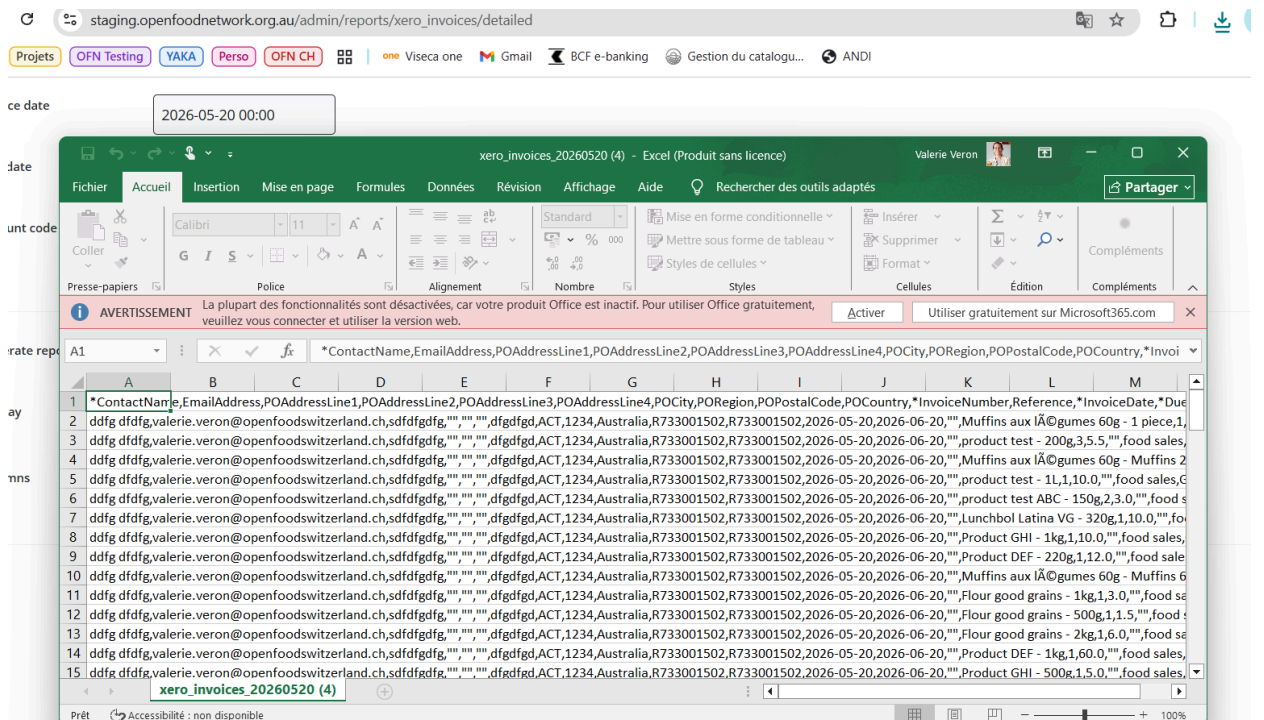 staging.openfoodnetwork.org.au/admin/reports/xero_invoices/detailed
Projets OFN Testing YAKA Perso OFN CH one Viseca one Gmail BCF e-banking Gestion du catalogu... ANDI
ce date
2026-05-20 00:00
xero_invoices_20260520 (4) - Excel (Produit sans licence) Valerie Veron
date
Fichier Accueil Insertion Mise en page Formules Données Révision Affichage Aide Rechercher des outils adaptés Partager
Calibri 11 Standard Mise en forme conditionnelle Insérer
unt code
Mettre sous forme de tableau Supprimer
Coller G I S A % 000 Compléments
Styles de cellules Format
Presse-papiers Police Alignement Nombre Styles Cellules Édition Compléments
AVERTISSEMENT La plupart des fonctionnalités sont désactivées, car votre produit Office est inactif. Pour utiliser Office gratuitement,
veuillez vous connecter et utiliser la version web. Activer Utiliser gratuitement sur Microsoft365.com
erate repo
A1 fx *ContactName,EmailAddress,POAddressLine1,POAddressLine2,POAddressLine3,POAddressLine4,POCity,PORegion,POPostalCode,POCountry,*Invoi
A B C D E F G H I J K L M
1 *ContactName,EmailAddress,POAddressLine1,POAddressLine2,POAddressLine3,POAddressLine4,POCity,PORegion,POPostalCode,POCountry,*InvoiceNumber,Reference,*InvoiceDate,*Due
ay
2 ddfg dfdfg,valerie.veron@openfoodswitzerland.ch,sdfdfgdfg,"","","",dfgdfgd,ACT,1234,Australia,R733001502,R733001502,2026-05-20,2026-06-20,"",Muffins aux lÃ©gumes 60g - 1 piece,1,
3 ddfg dfdfg,valerie.veron@openfoodswitzerland.ch,sdfdfgdfg,"","","",dfgdfgd,ACT,1234,Australia,R733001502,R733001502,2026-05-20,2026-06-20,"",product test - 200g,3,5.5,"",food sales,
4 ddfg dfdfg,valerie.veron@openfoodswitzerland.ch,sdfdfgdfg,"","","",dfgdfgd,ACT,1234,Australia,R733001502,R733001502,2026-05-20,2026-06-20,"",Muffins aux lÃ©gumes 60g - Muffins 2
mns
5 ddfg dfdfg,valerie.veron@openfoodswitzerland.ch,sdfdfgdfg,"","","",dfgdfgd,ACT,1234,Australia,R733001502,R733001502,2026-05-20,2026-06-20,"",product test - 1L,1,10.0,"",food sales,G
6 ddfg dfdfg,valerie.veron@openfoodswitzerland.ch,sdfdfgdfg,"","","",dfgdfgd,ACT,1234,Australia,R733001502,R733001502,2026-05-20,2026-06-20,"",product test ABC - 150g,2,3.0,"",food s
7 ddfg dfdfg,valerie.veron@openfoodswitzerland.ch,sdfdfgdfg,"","","",dfgdfgd,ACT,1234,Australia,R733001502,R733001502,2026-05-20,2026-06-20,"",Lunchbol Latina VG - 320g,1,10.0,"",fo
8 ddfg dfdfg,valerie.veron@openfoodswitzerland.ch,sdfdfgdfg,"","","",dfgdfgd,ACT,1234,Australia,R733001502,R733001502,2026-05-20,2026-06-20,"",Product GHI - 1kg,1,10.0,"",food sales,
9 ddfg dfdfg,valerie.veron@openfoodswitzerland.ch,sdfdfgdfg,"","","",dfgdfgd,ACT,1234,Australia,R733001502,R733001502,2026-05-20,2026-06-20,"",Product DEF - 220g,1,12.0,"",food sale
10 ddfg dfdfg,valerie.veron@openfoodswitzerland.ch,sdfdfgdfg,"","","",dfgdfgd,ACT,1234,Australia,R733001502,R733001502,2026-05-20,2026-06-20,"",Muffins aux lÃ©gumes 60g - Muffins 6
11 ddfg dfdfg,valerie.veron@openfoodswitzerland.ch,sdfdfgdfg,"","","",dfgdfgd,ACT,1234,Australia,R733001502,R733001502,2026-05-20,2026-06-20,"",Flour good grains - 1kg,1,3.0,"",food sa
12 ddfg dfdfg,valerie.veron@openfoodswitzerland.ch,sdfdfgdfg,"","","",dfgdfgd,ACT,1234,Australia,R733001502,R733001502,2026-05-20,2026-06-20,"",Flour good grains - 500g,1,1.5,"",food s
13 ddfg dfdfg,valerie.veron@openfoodswitzerland.ch,sdfdfgdfg,"","","",dfgdfgd,ACT,1234,Australia,R733001502,R733001502,2026-05-20,2026-06-20,"",Flour good grains - 2kg,1,6.0,"",food sa
14 ddfg dfdfg,valerie.veron@openfoodswitzerland.ch,sdfdfgdfg,"","","",dfgdfgd,ACT,1234,Australia,R733001502,R733001502,2026-05-20,2026-06-20,"",Product DEF - 1kg,1,60.0,"",food sales,
15 ddfg dfdfg,valerie.veron@openfoodswitzerland.ch,sdfdfgdfg,"","","",dfgdfgd,ACT,1234,Australia,R733001502,R733001502,2026-05-20,2026-06-20,"",Product GHI - 500g,1,5.0,"",food sales,
xero_invoices_20260520 (4)
Prêt Accessibilité : non disponible 100%